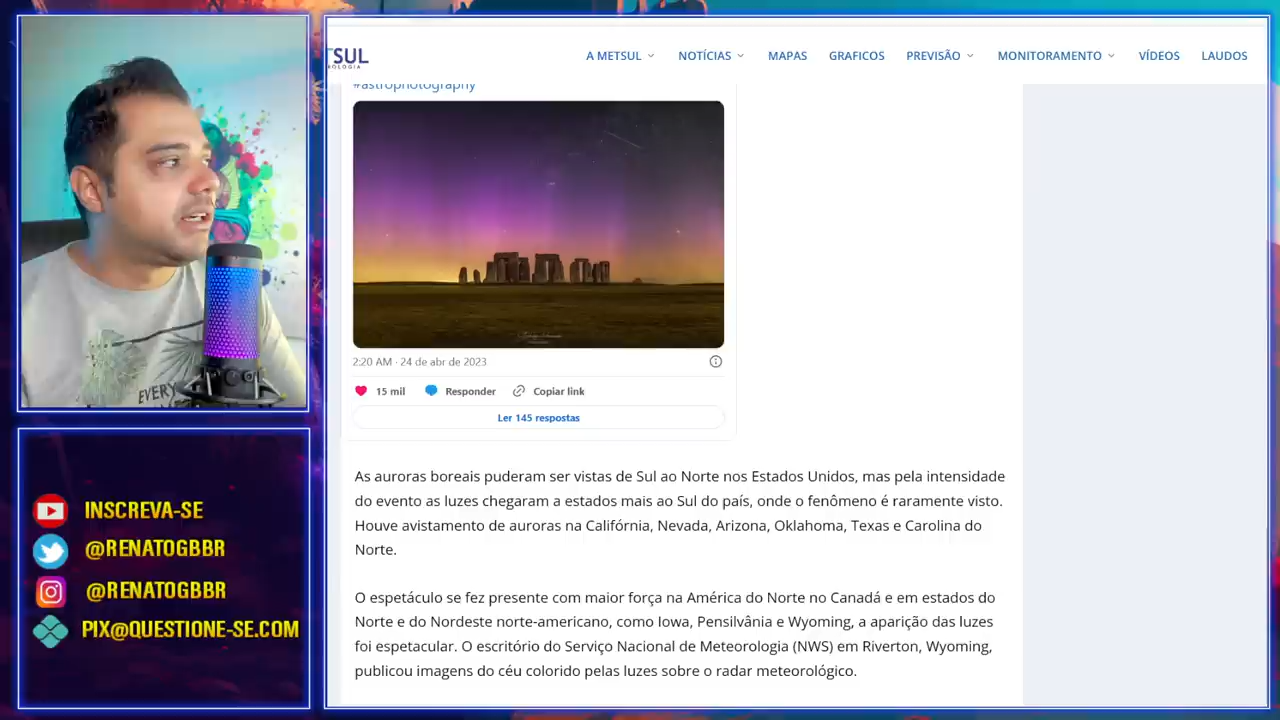 SUL
A METSUL
NOTÍCIAS
MAPAS
GRAFICOS
PREVISÃO
MONITORAMENTO
VÍDEOS
LAUDOS
#astrophotography
2:20 AM · 24 de abr de 2023
15 mil
Responder
Copiar link
Ler 145 respostas
As auroras boreais puderam ser vistas de Sul ao Norte nos Estados Unidos, mas pela intensidade
do evento as luzes chegaram a estados mais ao Sul do país, onde o fenômeno é raramente visto.
Houve avistamento de auroras na Califórnia, Nevada, Arizona, Oklahoma, Texas e Carolina do
Norte.
O espetáculo se fez presente com maior força na América do Norte no Canadá e em estados do
Norte e do Nordeste norte-americano, como Iowa, Pensilvânia e Wyoming, a aparição das luzes
foi espetacular. O escritório do Serviço Nacional de Meteorologia (NWS) em Riverton, Wyoming,
publicou imagens do céu colorido pelas luzes sobre o radar meteorológico.
EVERY
INSCREVA-SE
@RENATOGBBR
@RENATOGBBR
PIX@QUESTIONE-SE.COM